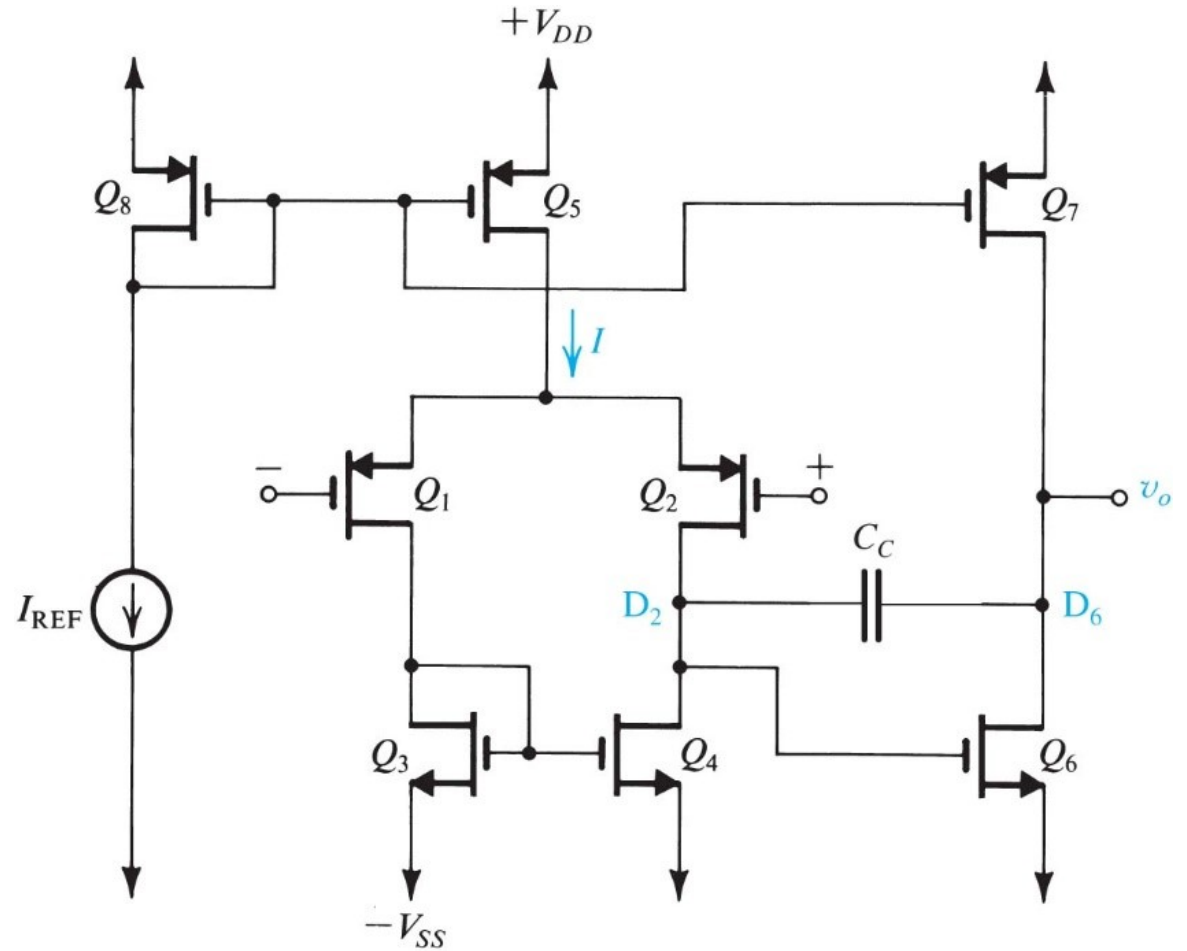 +V_DD
Q_8
Q_5
Q_7
I
−
Q_1
Q_2
+
v_o
C_C
I_REF
D_2
D_6
Q_3
Q_4
Q_6
−V_SS